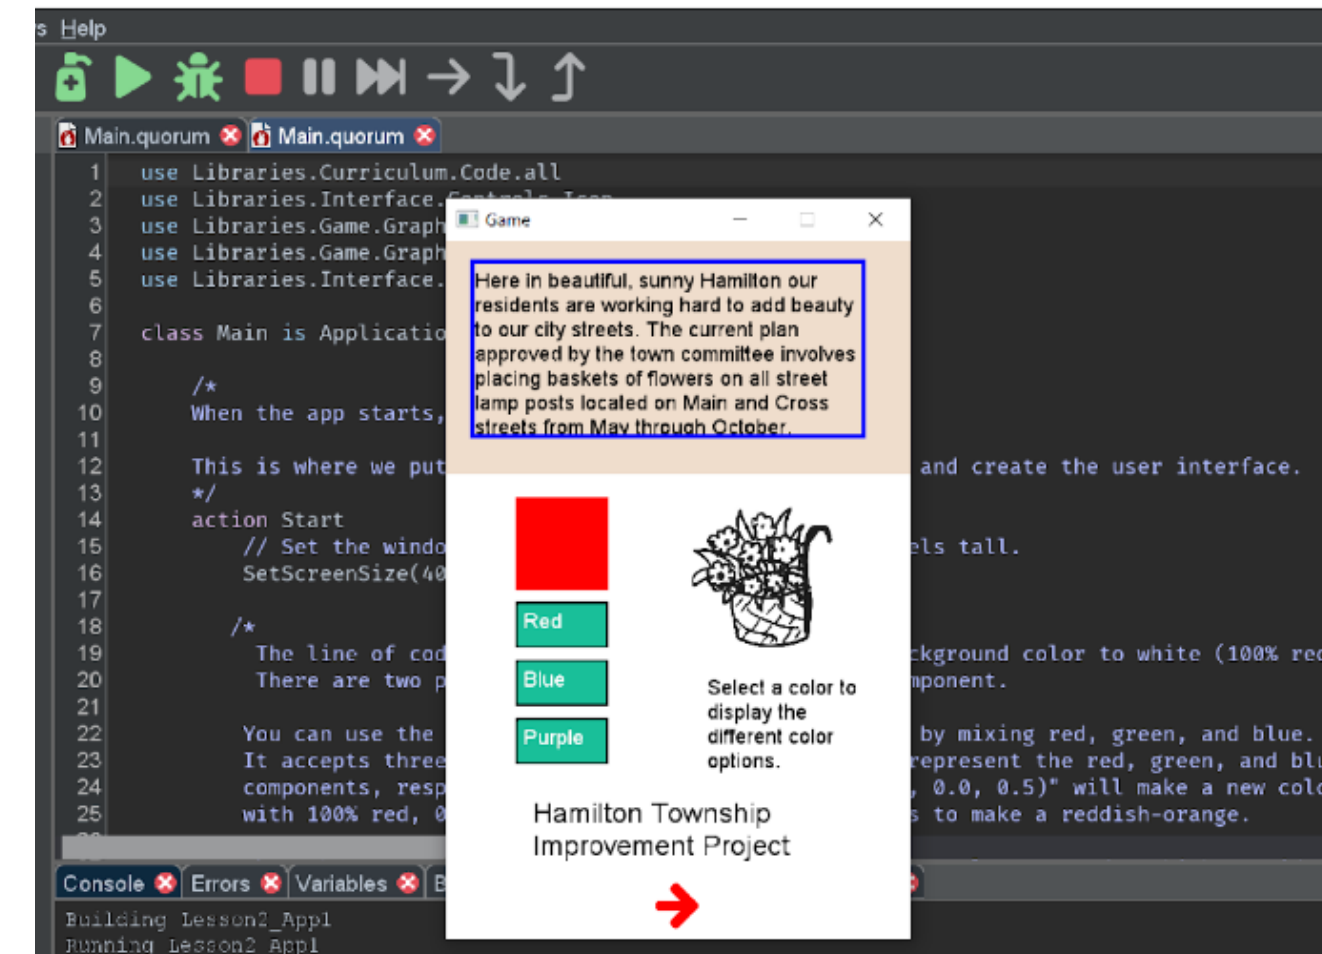 s Help
Main.quorum Main.quorum
1 use Libraries.Curriculum.Code.all
2 use Libraries.Interface.Controls.Icon
3 use Libraries.Game.Graph
4 use Libraries.Game.Graph
5 use Libraries.Interface.
6
7 class Main is Applicatio
8
9 /*
10 When the app starts,
11
12 This is where we put and create the user interface.
13 */
14 action Start
15 // Set the windo els tall.
16 SetScreenSize(40
17
18 /*
19 The line of cod ckground color to white (100% red
20 There are two p mponent.
21
22 You can use the by mixing red, green, and blue.
23 It accepts three represent the red, green, and blu
24 components, resp , 0.0, 0.5)" will make a new colo
25 with 100% red, 0 s to make a reddish-orange.
Game
Here in beautiful, sunny Hamilton our
residents are working hard to add beauty
to our city streets. The current plan
approved by the town committee involves
placing baskets of flowers on all street
lamp posts located on Main and Cross
streets from May through October.
Red
Blue
Purple
Select a color to
display the
different color
options.
Hamilton Township
Improvement Project
Console Errors Variables B
Building Lesson2_App1
Running Lesson2_App1